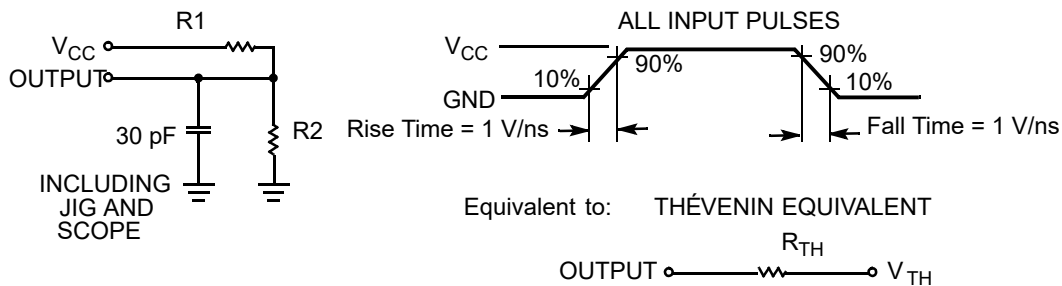 R1
VCC
OUTPUT
30 pF
R2
INCLUDING
JIG AND
SCOPE
ALL INPUT PULSES
VCC
90%
90%
10%
10%
GND
Rise Time = 1 V/ns
Fall Time = 1 V/ns
Equivalent to: THÉVENIN EQUIVALENT
RTH
OUTPUT
VTH